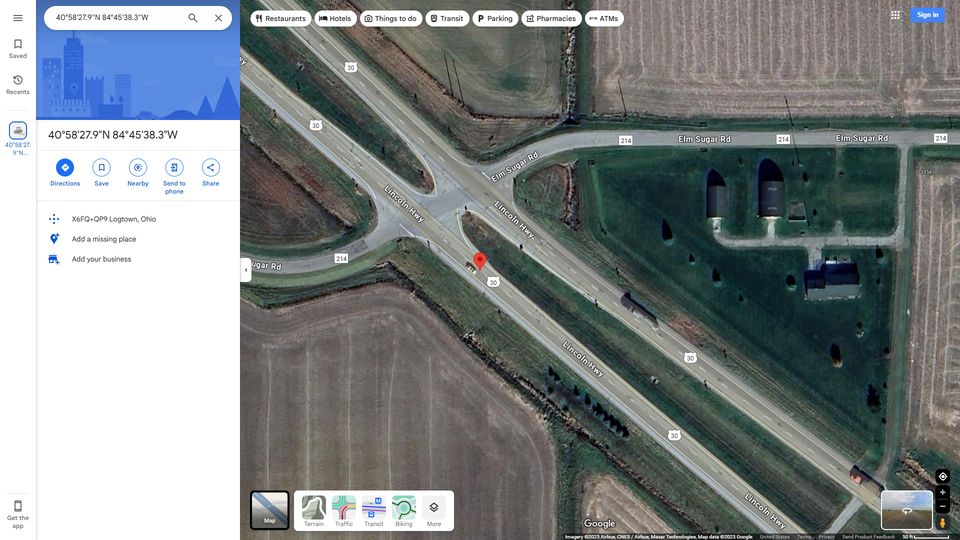 40°58'27.9"N 84°45'38.3"W
Restaurants
Hotels
Things to do
Transit
Parking
Pharmacies
ATMs
Sign in
Saved
Recents
40°58'27.
9"N...
40°58'27.9"N 84°45'38.3"W
Directions
Save
Nearby
Send to
phone
Share
X6FQ+QP9 Logtown, Ohio
Add a missing place
Add your business
Get the
app
30
30
Elm Sugar Rd
214
Elm Sugar Rd
214
Elm Sugar Rd
214
Lincoln Hwy
Lincoln Hwy
ugar Rd
214
30
Lincoln Hwy
30
30
Lincoln Hwy
Map
Terrain
Traffic
Transit
Biking
More
Google
Imagery ©2025 Airbus, CNES / Airbus, Maxar Technologies, Map data ©2025 Google
United States
Terms
Privacy
Send Product Feedback
50 ft